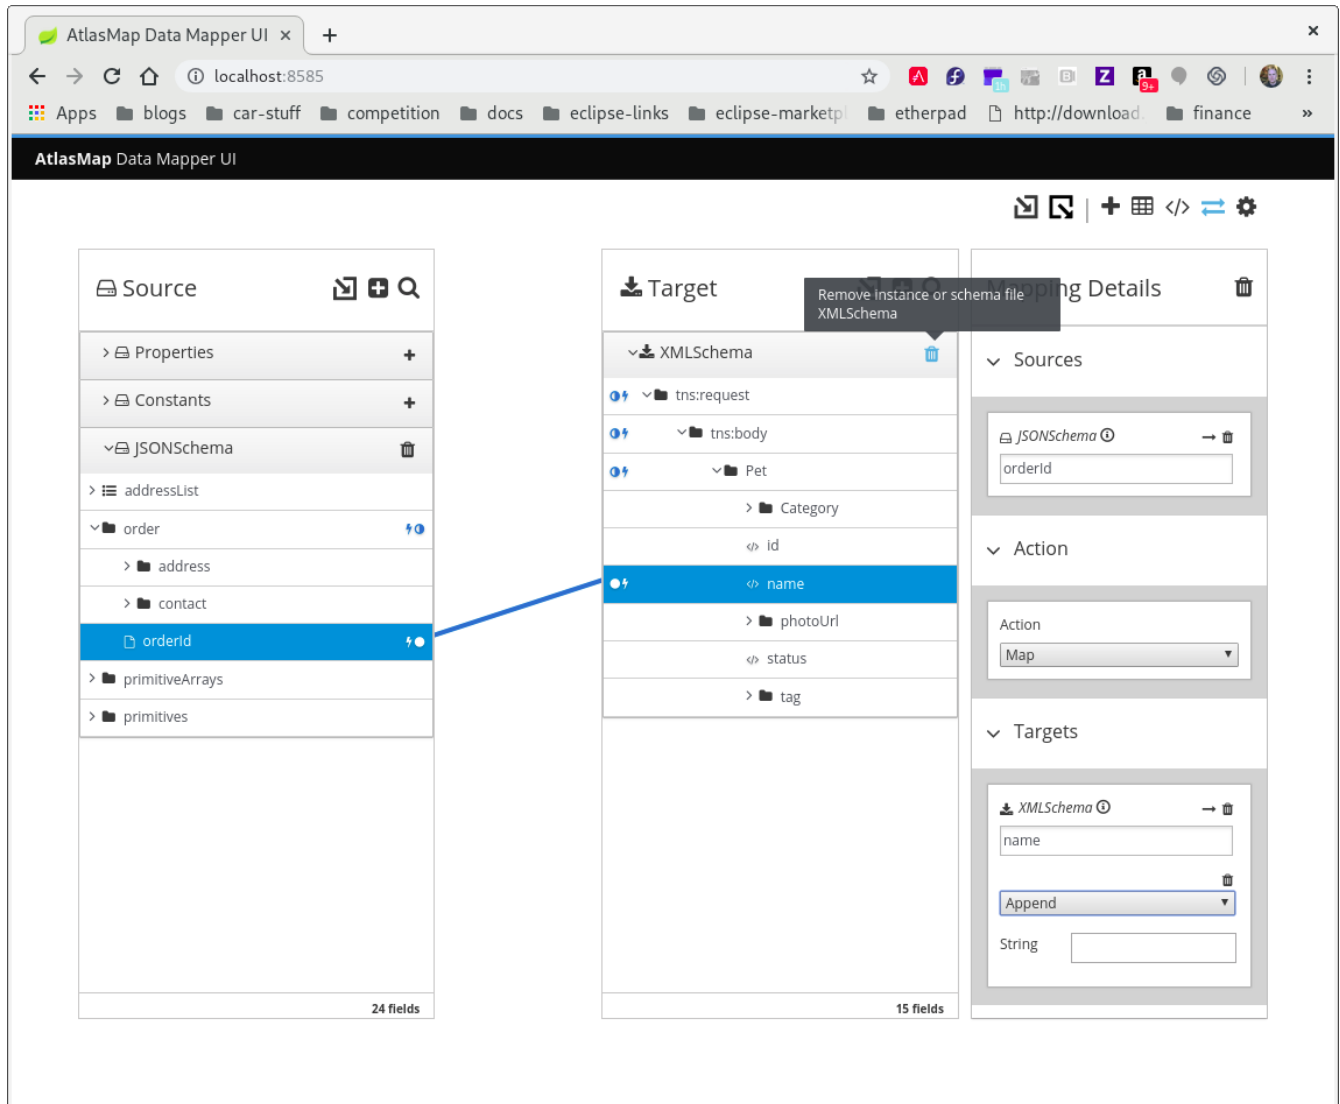 AtlasMap Data Mapper UI
localhost:8585
1h
9+
Apps blogs car-stuff competition docs eclipse-links eclipse-marketpl etherpad http://download. finance »
AtlasMap Data Mapper UI
Source
Properties
Constants
JSONSchema
addressList
order
address
contact
orderId
primitiveArrays
primitives
24 fields
Target
Remove instance or schema file
XMLSchema
XMLSchema
tns:request
tns:body
Pet
Category
id
name
photoUrl
status
tag
15 fields
Mapping Details
Sources
JSONSchema
orderId
Action
Action
Map
Targets
XMLSchema
name
Append
String